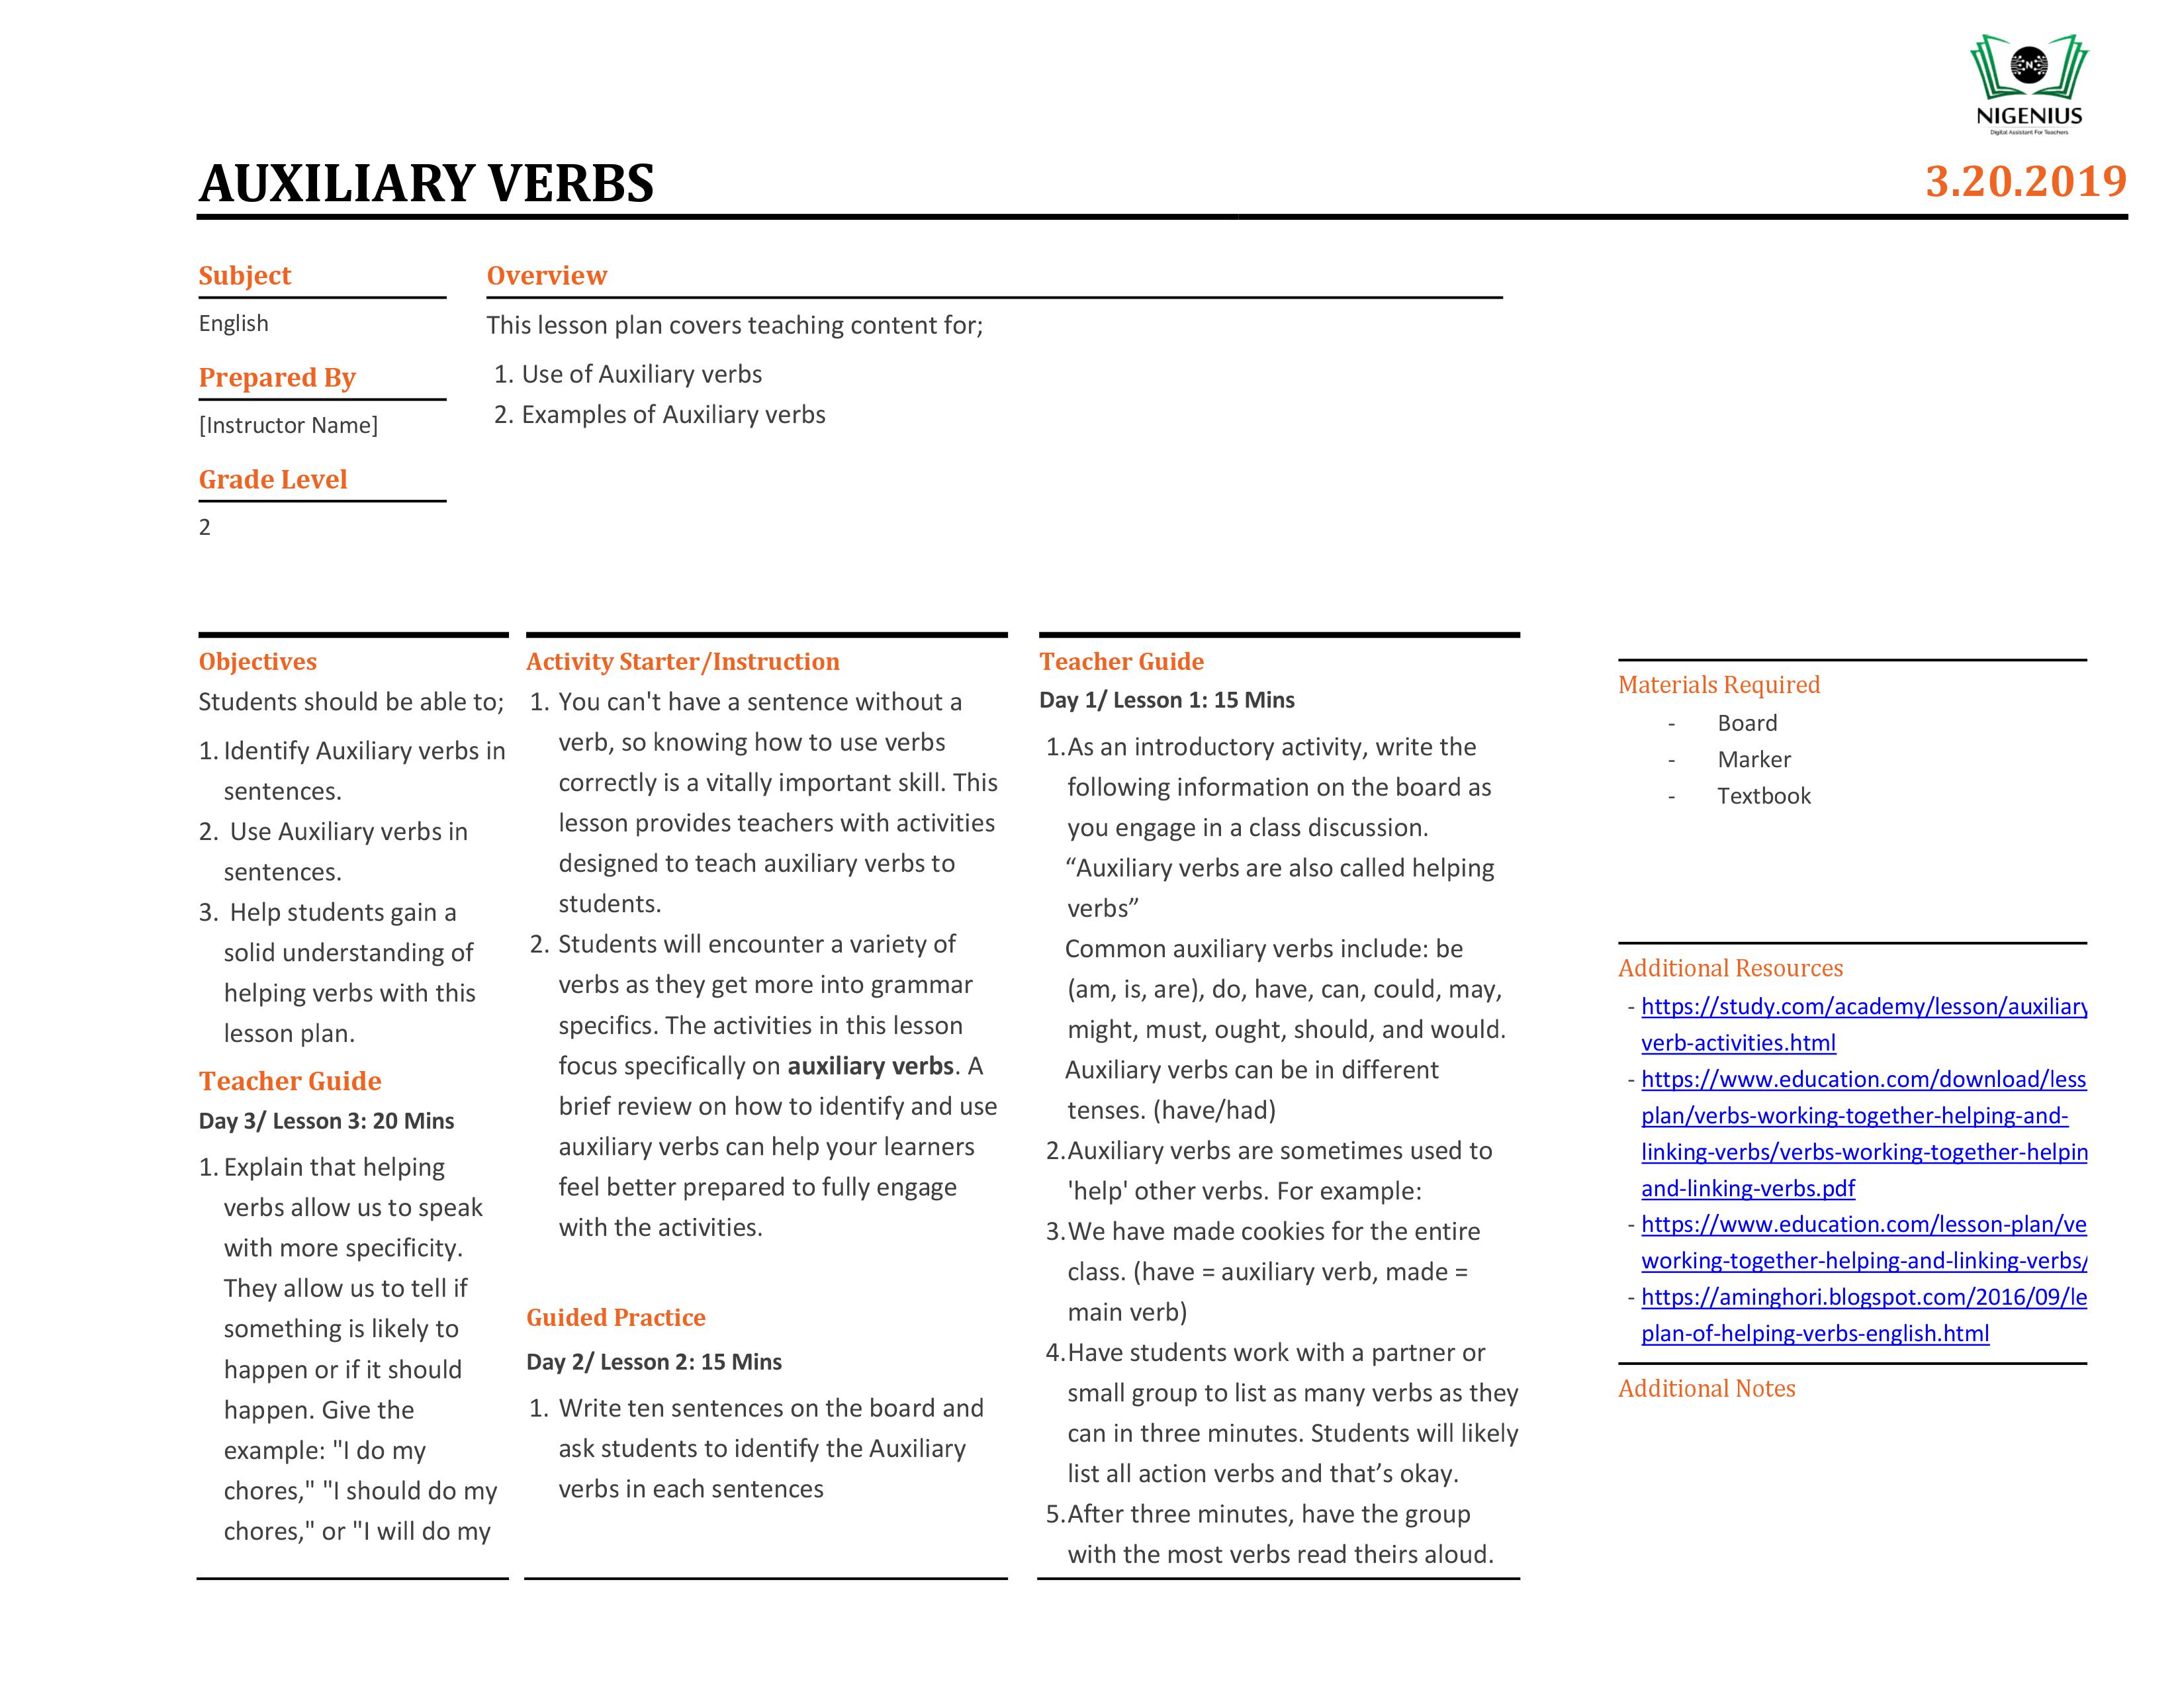 NIGENIUS
Digital Assistant For Teachers
AUXILIARY VERBS
3.20.2019
Subject
English
Prepared By
[Instructor Name]
Grade Level
2
Overview
This lesson plan covers teaching content for;
1. Use of Auxiliary verbs
2. Examples of Auxiliary verbs
Objectives
Students should be able to;
1. Identify Auxiliary verbs in
sentences.
2. Use Auxiliary verbs in
sentences.
3. Help students gain a
solid understanding of
helping verbs with this
lesson plan.
Teacher Guide
Day 3/ Lesson 3: 20 Mins
1. Explain that helping
verbs allow us to speak
with more specificity.
They allow us to tell if
something is likely to
happen or if it should
happen. Give the
example: "I do my
chores," "I should do my
chores," or "I will do my
Activity Starter/Instruction
1. You can't have a sentence without a
verb, so knowing how to use verbs
correctly is a vitally important skill. This
lesson provides teachers with activities
designed to teach auxiliary verbs to
students.
2. Students will encounter a variety of
verbs as they get more into grammar
specifics. The activities in this lesson
focus specifically on auxiliary verbs. A
brief review on how to identify and use
auxiliary verbs can help your learners
feel better prepared to fully engage
with the activities.
Guided Practice
Day 2/ Lesson 2: 15 Mins
1. Write ten sentences on the board and
ask students to identify the Auxiliary
verbs in each sentences
Teacher Guide
Day 1/ Lesson 1: 15 Mins
1.As an introductory activity, write the
following information on the board as
you engage in a class discussion.
“Auxiliary verbs are also called helping
verbs”
Common auxiliary verbs include: be
(am, is, are), do, have, can, could, may,
might, must, ought, should, and would.
Auxiliary verbs can be in different
tenses. (have/had)
2.Auxiliary verbs are sometimes used to
'help' other verbs. For example:
3.We have made cookies for the entire
class. (have = auxiliary verb, made =
main verb)
4.Have students work with a partner or
small group to list as many verbs as they
can in three minutes. Students will likely
list all action verbs and that’s okay.
5.After three minutes, have the group
with the most verbs read theirs aloud.
Materials Required
- Board
- Marker
- Textbook
Additional Resources
- https://study.com/academy/lesson/auxiliary
verb-activities.html
- https://www.education.com/download/less
plan/verbs-working-together-helping-and-
linking-verbs/verbs-working-together-helpin
and-linking-verbs.pdf
- https://www.education.com/lesson-plan/ve
working-together-helping-and-linking-verbs/
- https://aminghori.blogspot.com/2016/09/le
plan-of-helping-verbs-english.html
Additional Notes